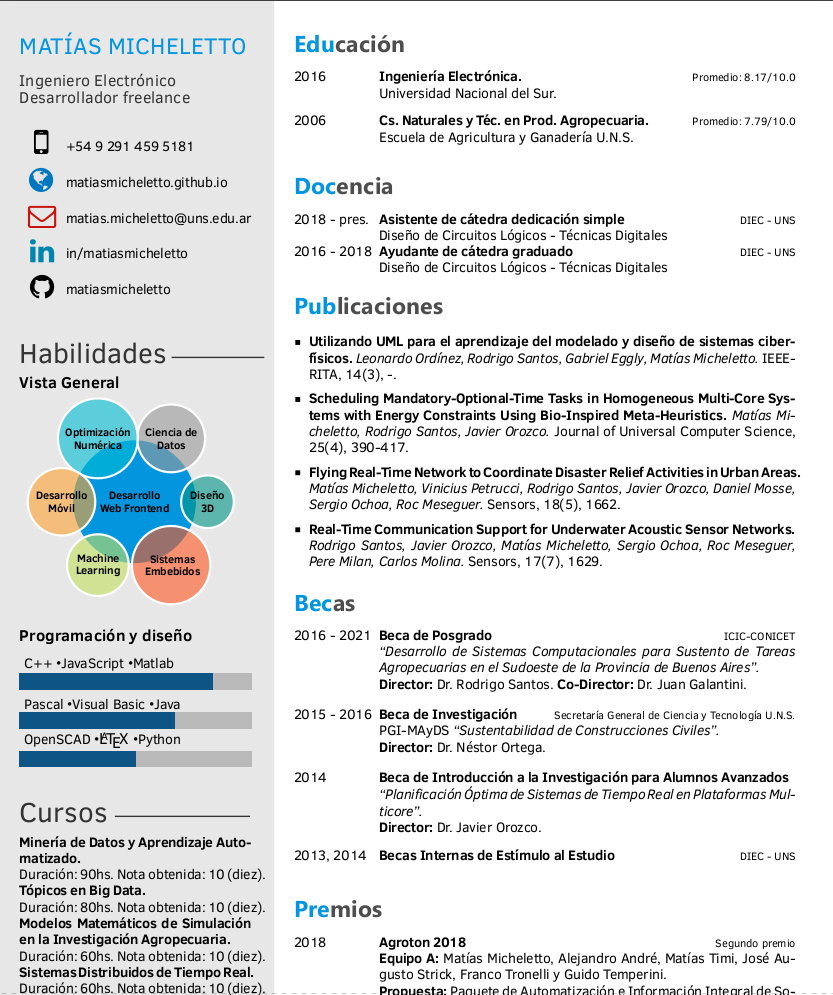 MATÍAS MICHELETTO
Ingeniero Electrónico
Desarrollador freelance
+54 9 291 459 5181
matiasmicheletto.github.io
matias.micheletto@uns.edu.ar
in/matiasmicheletto
matiasmicheletto
Habilidades
Vista General
Optimización
Numérica
Ciencia de
Datos
Desarrollo
Móvil
Desarrollo
Web Frontend
Diseño
3D
Machine
Learning
Sistemas
Embebidos
Programación y diseño
C++ •JavaScript •Matlab
Pascal •Visual Basic •Java
OpenSCAD •LATEX •Python
Cursos
Minería de Datos y Aprendizaje Auto-
matizado.
Duración: 90hs. Nota obtenida: 10 (diez).
Tópicos en Big Data.
Duración: 80hs. Nota obtenida: 10 (diez).
Modelos Matemáticos de Simulación
en la Investigación Agropecuaria.
Duración: 60hs. Nota obtenida: 10 (diez).
Sistemas Distribuidos de Tiempo Real.
Duración: 60hs. Nota obtenida: 10 (diez).
Educación
2016 Ingeniería Electrónica. Promedio: 8.17/10.0
Universidad Nacional del Sur.
2006 Cs. Naturales y Téc. en Prod. Agropecuaria. Promedio: 7.79/10.0
Escuela de Agricultura y Ganadería U.N.S.
Docencia
2018 - pres. Asistente de cátedra dedicación simple DIEC - UNS
Diseño de Circuitos Lógicos - Técnicas Digitales
2016 - 2018 Ayudante de cátedra graduado DIEC - UNS
Diseño de Circuitos Lógicos - Técnicas Digitales
Publicaciones
▪ Utilizando UML para el aprendizaje del modelado y diseño de sistemas ciber-
físicos. Leonardo Ordínez, Rodrigo Santos, Gabriel Eggly, Matías Micheletto. IEEE-
RITA, 14(3), -.
▪ Scheduling Mandatory-Optional-Time Tasks in Homogeneous Multi-Core Sys-
tems with Energy Constraints Using Bio-Inspired Meta-Heuristics. Matías Mi-
cheletto, Rodrigo Santos, Javier Orozco. Journal of Universal Computer Science,
25(4), 390-417.
▪ Flying Real-Time Network to Coordinate Disaster Relief Activities in Urban Areas.
Matías Micheletto, Vinicius Petrucci, Rodrigo Santos, Javier Orozco, Daniel Mosse,
Sergio Ochoa, Roc Meseguer. Sensors, 18(5), 1662.
▪ Real-Time Communication Support for Underwater Acoustic Sensor Networks.
Rodrigo Santos, Javier Orozco, Matías Micheletto, Sergio Ochoa, Roc Meseguer,
Pere Milan, Carlos Molina. Sensors, 17(7), 1629.
Becas
2016 - 2021 Beca de Posgrado ICIC-CONICET
“Desarrollo de Sistemas Computacionales para Sustento de Tareas
Agropecuarias en el Sudoeste de la Provincia de Buenos Aires”.
Director: Dr. Rodrigo Santos. Co-Director: Dr. Juan Galantini.
2015 - 2016 Beca de Investigación Secretaría General de Ciencia y Tecnología U.N.S.
PGI-MAyDS “Sustentabilidad de Construcciones Civiles”.
Director: Dr. Néstor Ortega.
2014 Beca de Introducción a la Investigación para Alumnos Avanzados
“Planificación Óptima de Sistemas de Tiempo Real en Plataformas Mul-
ticore”.
Director: Dr. Javier Orozco.
2013, 2014 Becas Internas de Estímulo al Estudio DIEC - UNS
Premios
2018 Agroton 2018 Segundo premio
Equipo A: Matías Micheletto, Alejandro André, Matías Timi, José Au-
gusto Strick, Franco Tronelli y Guido Temperini.
Propuesta: Paquete de Automatización e Información Integral de So-